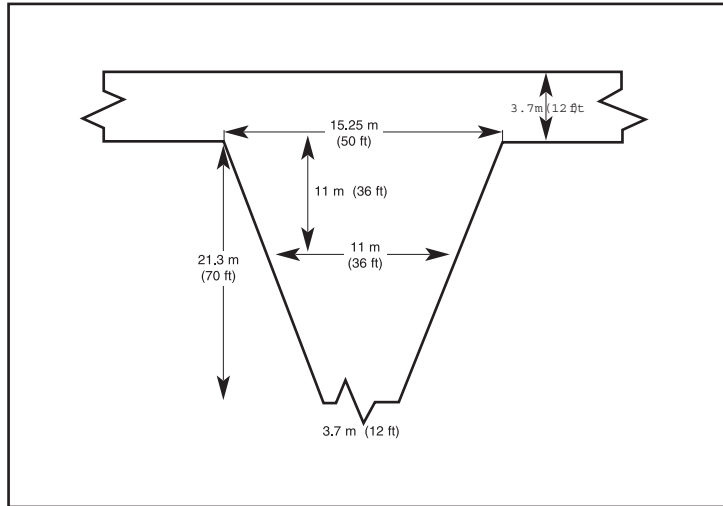 3.7m (12 ft
15.25 m
(50 ft)
11 m (36 ft)
11 m
(36 ft)
21.3 m
(70 ft)
3.7 m (12 ft)